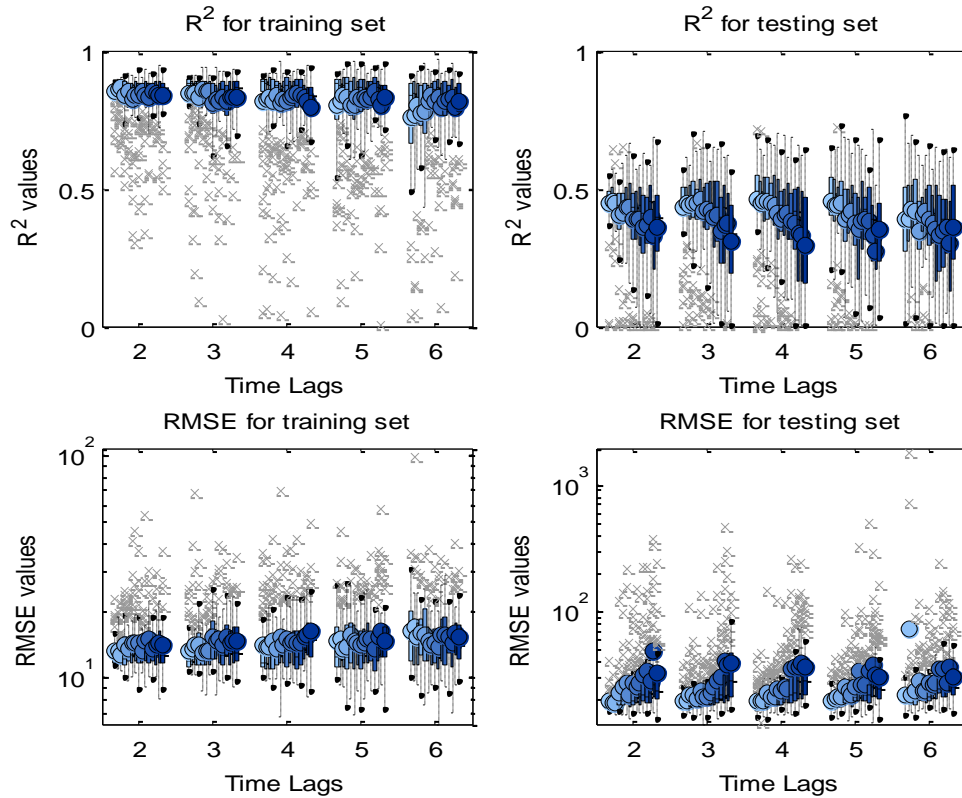 R² for training set
R² values
1
0.5
0
2 3 4 5 6
Time Lags
R² for testing set
R² values
1
0.5
0
2 3 4 5 6
Time Lags
RMSE for training set
RMSE values
10²
10¹
2 3 4 5 6
Time Lags
RMSE for testing set
RMSE values
10³
10²
2 3 4 5 6
Time Lags